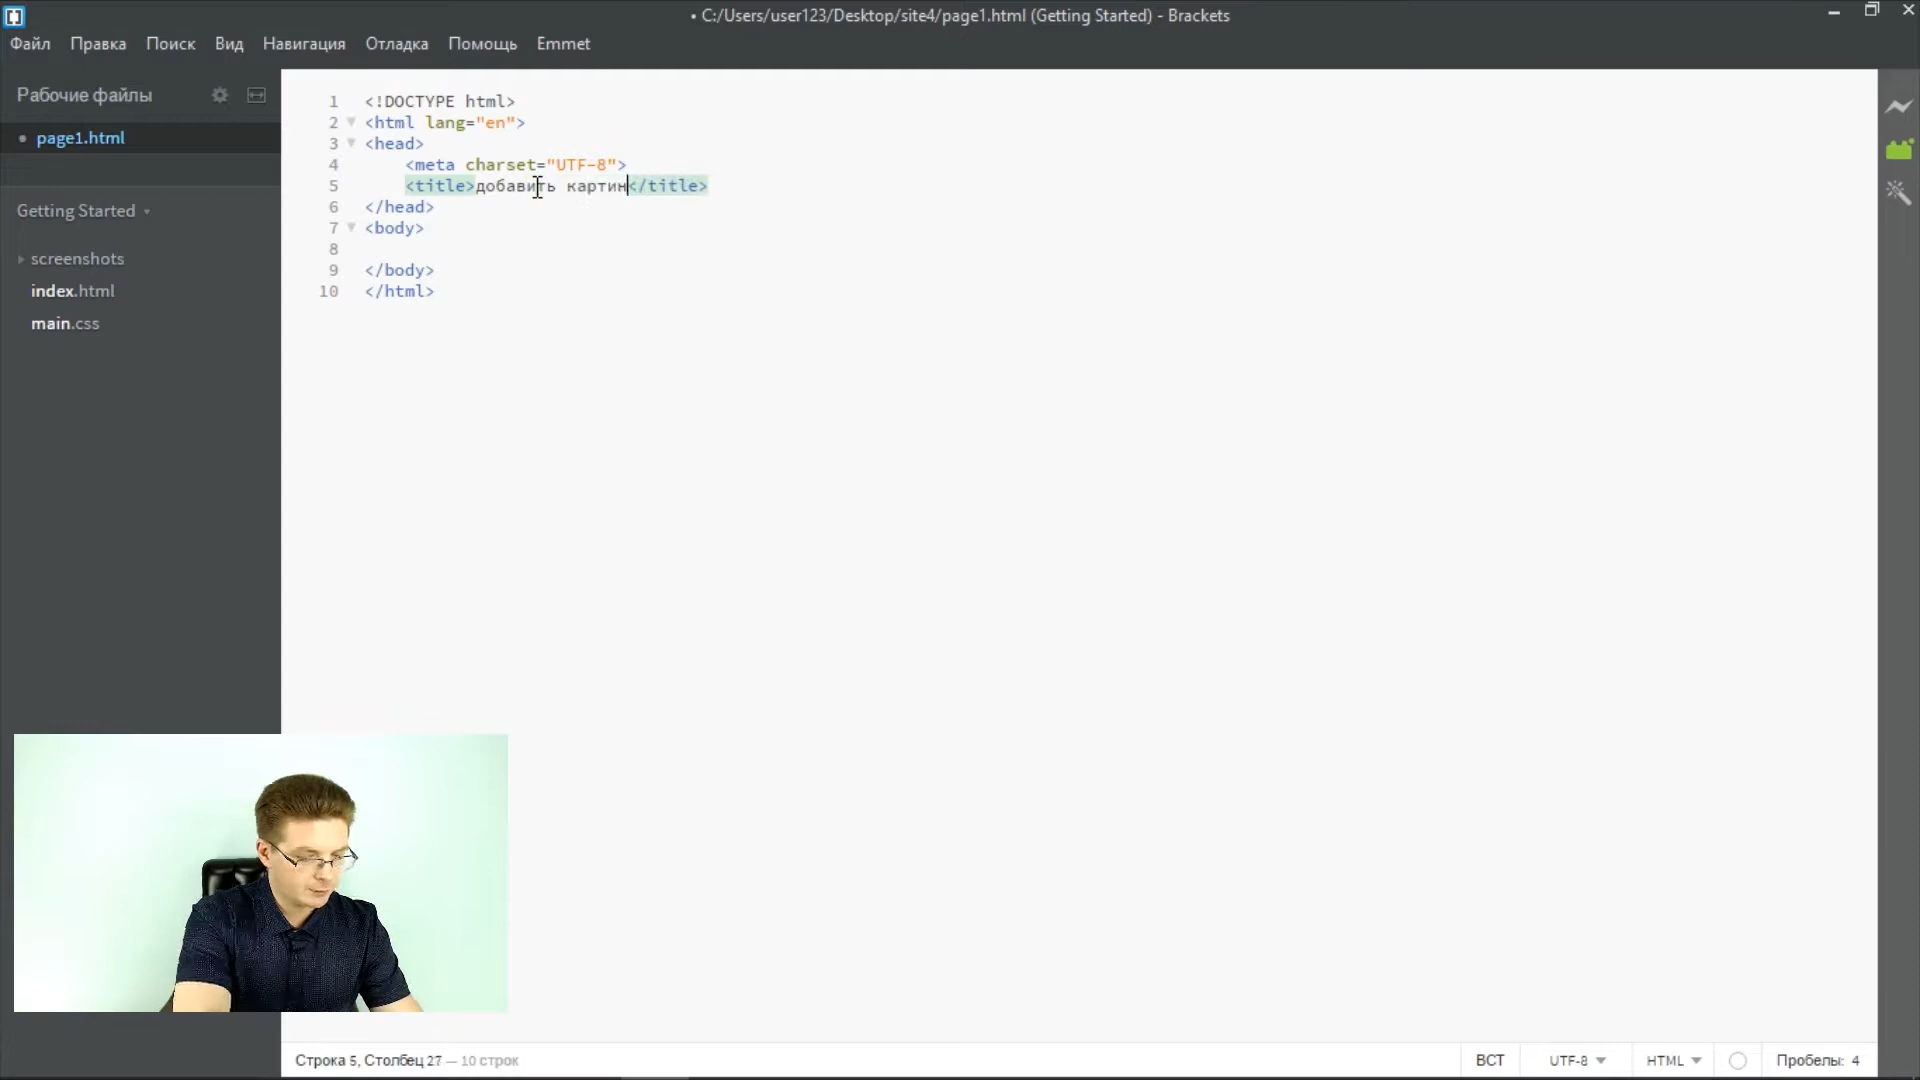 • C:/Users/user123/Desktop/site4/page1.html (Getting Started) - Brackets
Файл Правка Поиск Вид Навигация Отладка Помощь Emmet
Рабочие файлы
• page1.html
Getting Started
screenshots
index.html
main.css
1 <!DOCTYPE html>
2 <html lang="en">
3 <head>
4 <meta charset="UTF-8">
5 <title>добавить картин</title>
6 </head>
7 <body>
8
9 </body>
10 </html>
Строка 5, Столбец 27 — 10 строк
ВСТ UTF-8 HTML Пробелы: 4